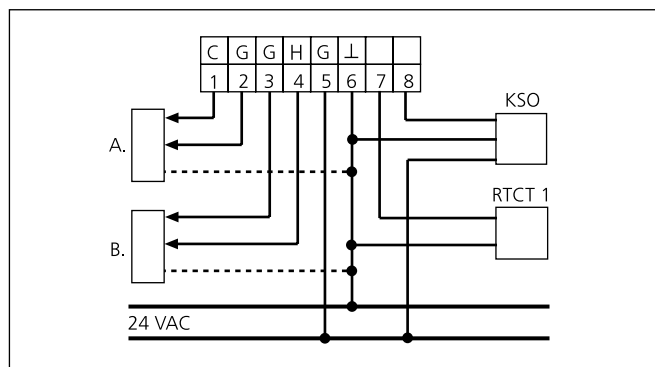 C G G H G ⊥
1 2 3 4 5 6 7 8
KSO
A.
RTCT 1
B.
24 VAC